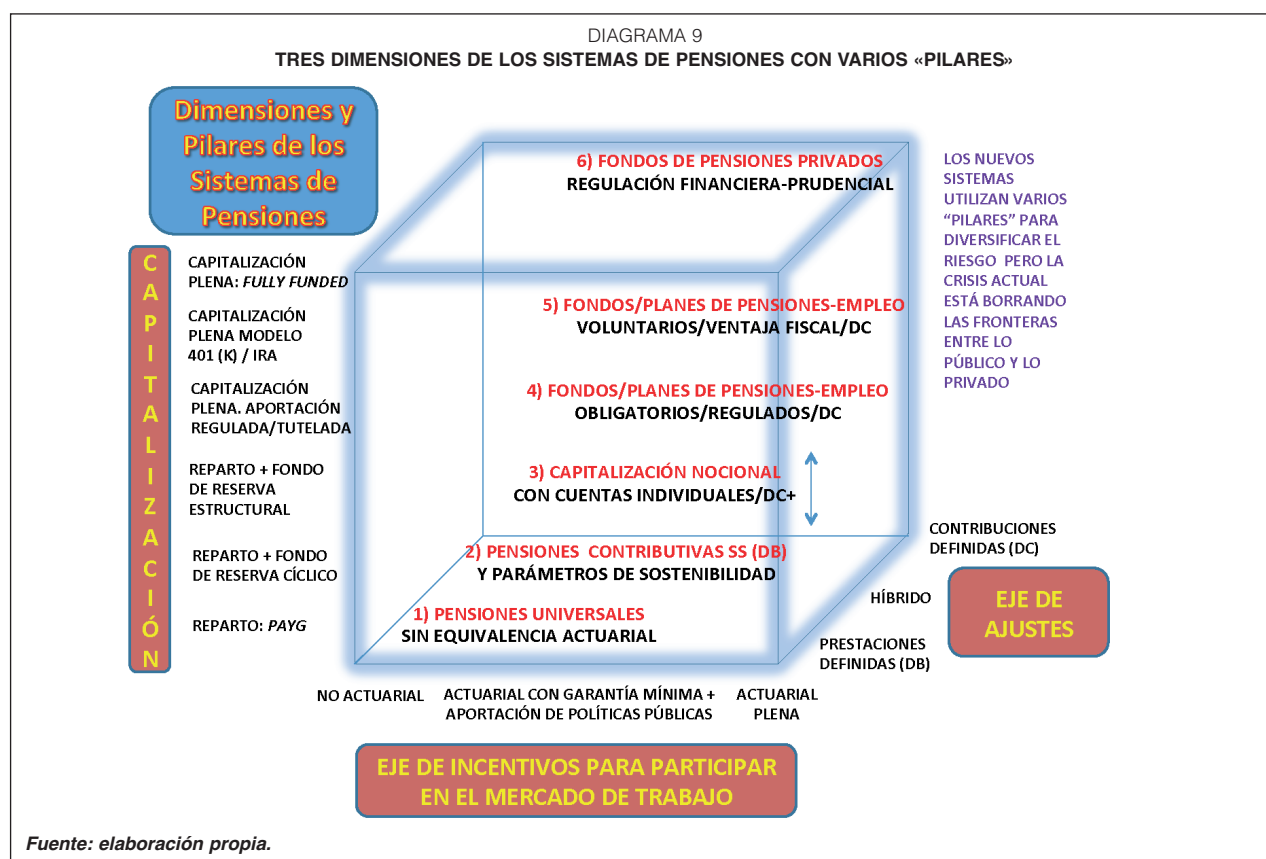 DIAGRAMA 9
TRES DIMENSIONES DE LOS SISTEMAS DE PENSIONES CON VARIOS «PILARES»
Dimensiones y
Pilares de los
Sistemas de
Pensiones
CAPITALIZACIÓN
CAPITALIZACIÓN
PLENA: FULLY FUNDED
CAPITALIZACIÓN
PLENA MODELO
401 (K) / IRA
CAPITALIZACIÓN
PLENA. APORTACIÓN
REGULADA/TUTELADA
REPARTO + FONDO
DE RESERVA
ESTRUCTURAL
REPARTO + FONDO
DE RESERVA CÍCLICO
REPARTO: PAYG
6) FONDOS DE PENSIONES PRIVADOS
REGULACIÓN FINANCIERA-PRUDENCIAL
5) FONDOS/PLANES DE PENSIONES-EMPLEO
VOLUNTARIOS/VENTAJA FISCAL/DC
4) FONDOS/PLANES DE PENSIONES-EMPLEO
OBLIGATORIOS/REGULADOS/DC
3) CAPITALIZACIÓN NOCIONAL
CON CUENTAS INDIVIDUALES/DC+
2) PENSIONES CONTRIBUTIVAS SS (DB)
Y PARÁMETROS DE SOSTENIBILIDAD
1) PENSIONES UNIVERSALES
SIN EQUIVALENCIA ACTUARIAL
LOS NUEVOS
SISTEMAS
UTILIZAN VARIOS
“PILARES” PARA
DIVERSIFICAR EL
RIESGO PERO LA
CRISIS ACTUAL
ESTÁ BORRANDO
LAS FRONTERAS
ENTRE LO
PÚBLICO Y LO
PRIVADO
CONTRIBUCIONES
DEFINIDAS (DC)
HÍBRIDO
PRESTACIONES
DEFINIDAS (DB)
EJE DE
AJUSTES
NO ACTUARIAL
ACTUARIAL CON GARANTÍA MÍNIMA +
APORTACIÓN DE POLÍTICAS PÚBLICAS
ACTUARIAL
PLENA
EJE DE INCENTIVOS PARA PARTICIPAR
EN EL MERCADO DE TRABAJO
Fuente: elaboración propia.